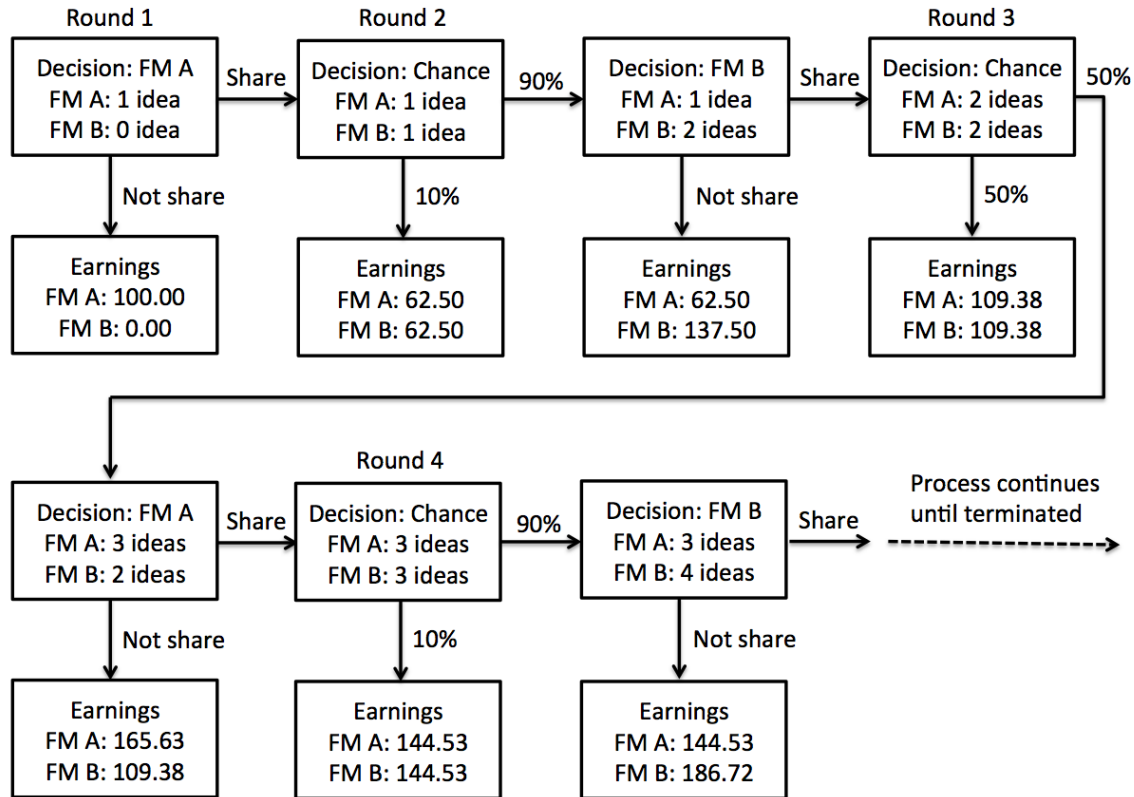 Round 1
Round 2
Round 3
Decision: FM A
FM A: 1 idea
FM B: 0 idea
Share
Decision: Chance
FM A: 1 idea
FM B: 1 idea
90%
Decision: FM B
FM A: 1 idea
FM B: 2 ideas
Share
Decision: Chance
FM A: 2 ideas
FM B: 2 ideas
50%
Not share
10%
Not share
50%
Earnings
FM A: 100.00
FM B: 0.00
Earnings
FM A: 62.50
FM B: 62.50
Earnings
FM A: 62.50
FM B: 137.50
Earnings
FM A: 109.38
FM B: 109.38
Round 4
Decision: FM A
FM A: 3 ideas
FM B: 2 ideas
Share
Decision: Chance
FM A: 3 ideas
FM B: 3 ideas
90%
Decision: FM B
FM A: 3 ideas
FM B: 4 ideas
Share
Process continues
until terminated
Not share
10%
Not share
Earnings
FM A: 165.63
FM B: 109.38
Earnings
FM A: 144.53
FM B: 144.53
Earnings
FM A: 144.53
FM B: 186.72